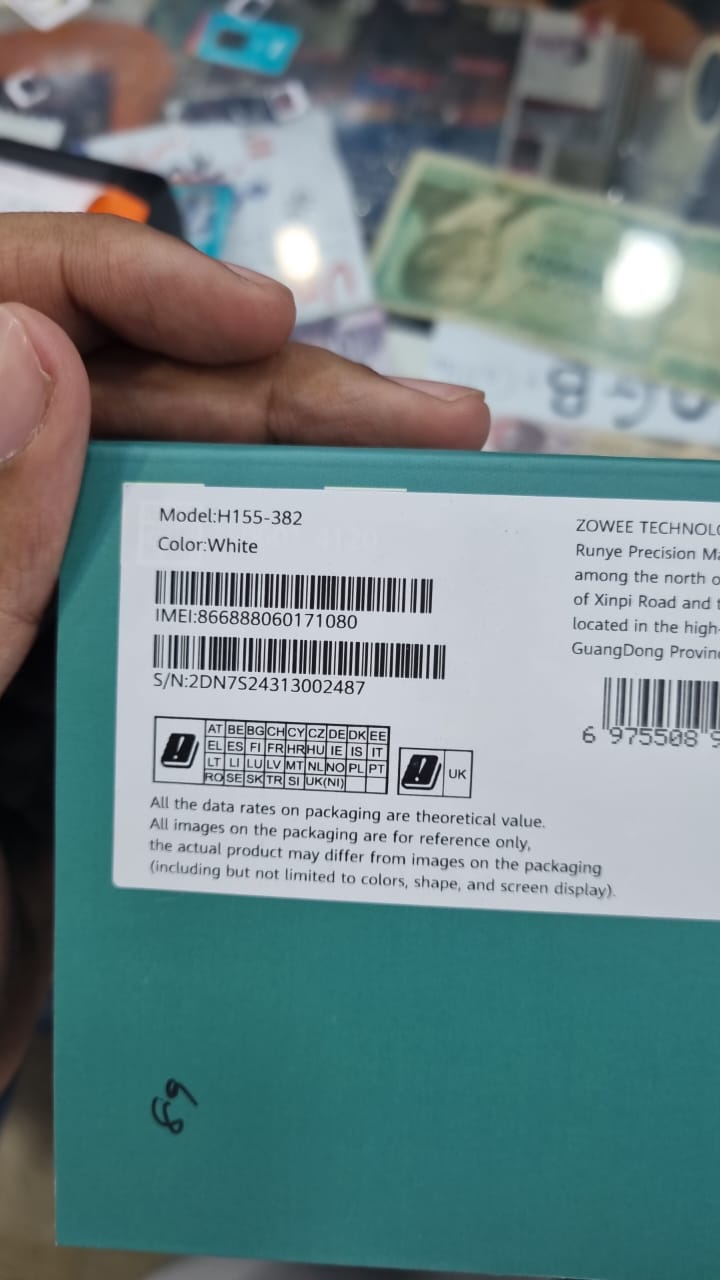 Model:H155-382
Color:White
IMEI:866888060171080
S/N:2DN7S24313002487
AT BE BG CH CY CZ DE DK EE
EL ES FI FR HR HU IE IS IT
LT LI LU LV MT NL NO PL PT
RO SE SK TR SI UK(NI)
UK
All the data rates on packaging are theoretical value.
All images on the packaging are for reference only,
the actual product may differ from images on the packaging
(including but not limited to colors, shape, and screen display).
ZOWEE TECHNOLO
Runye Precision Ma
among the north o
of Xinpi Road and
located in the high-
GuangDong Provinc
6 975508 9
68